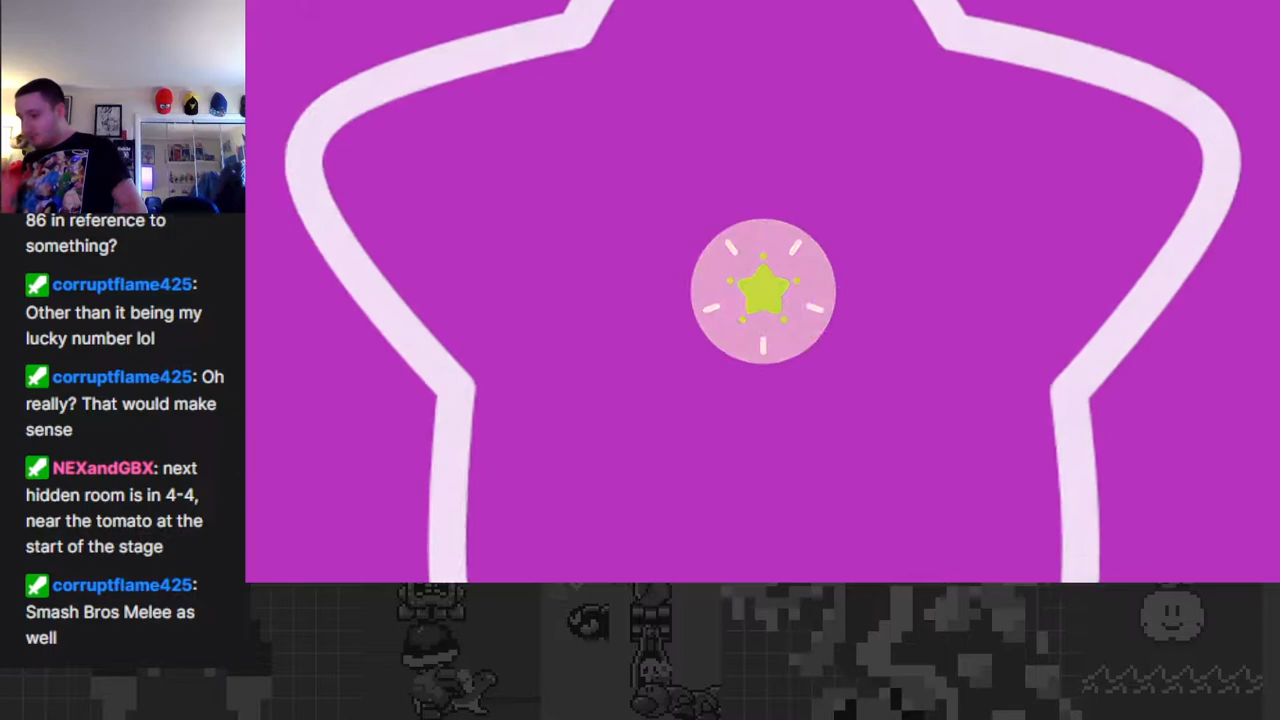 86 in reference to
something?
corruptflame425:
Other than it being my
lucky number lol
corruptflame425: Oh
really? That would make
sense
NEXandGBX: next
hidden room is in 4-4,
near the tomato at the
start of the stage
corruptflame425:
Smash Bros Melee as
well